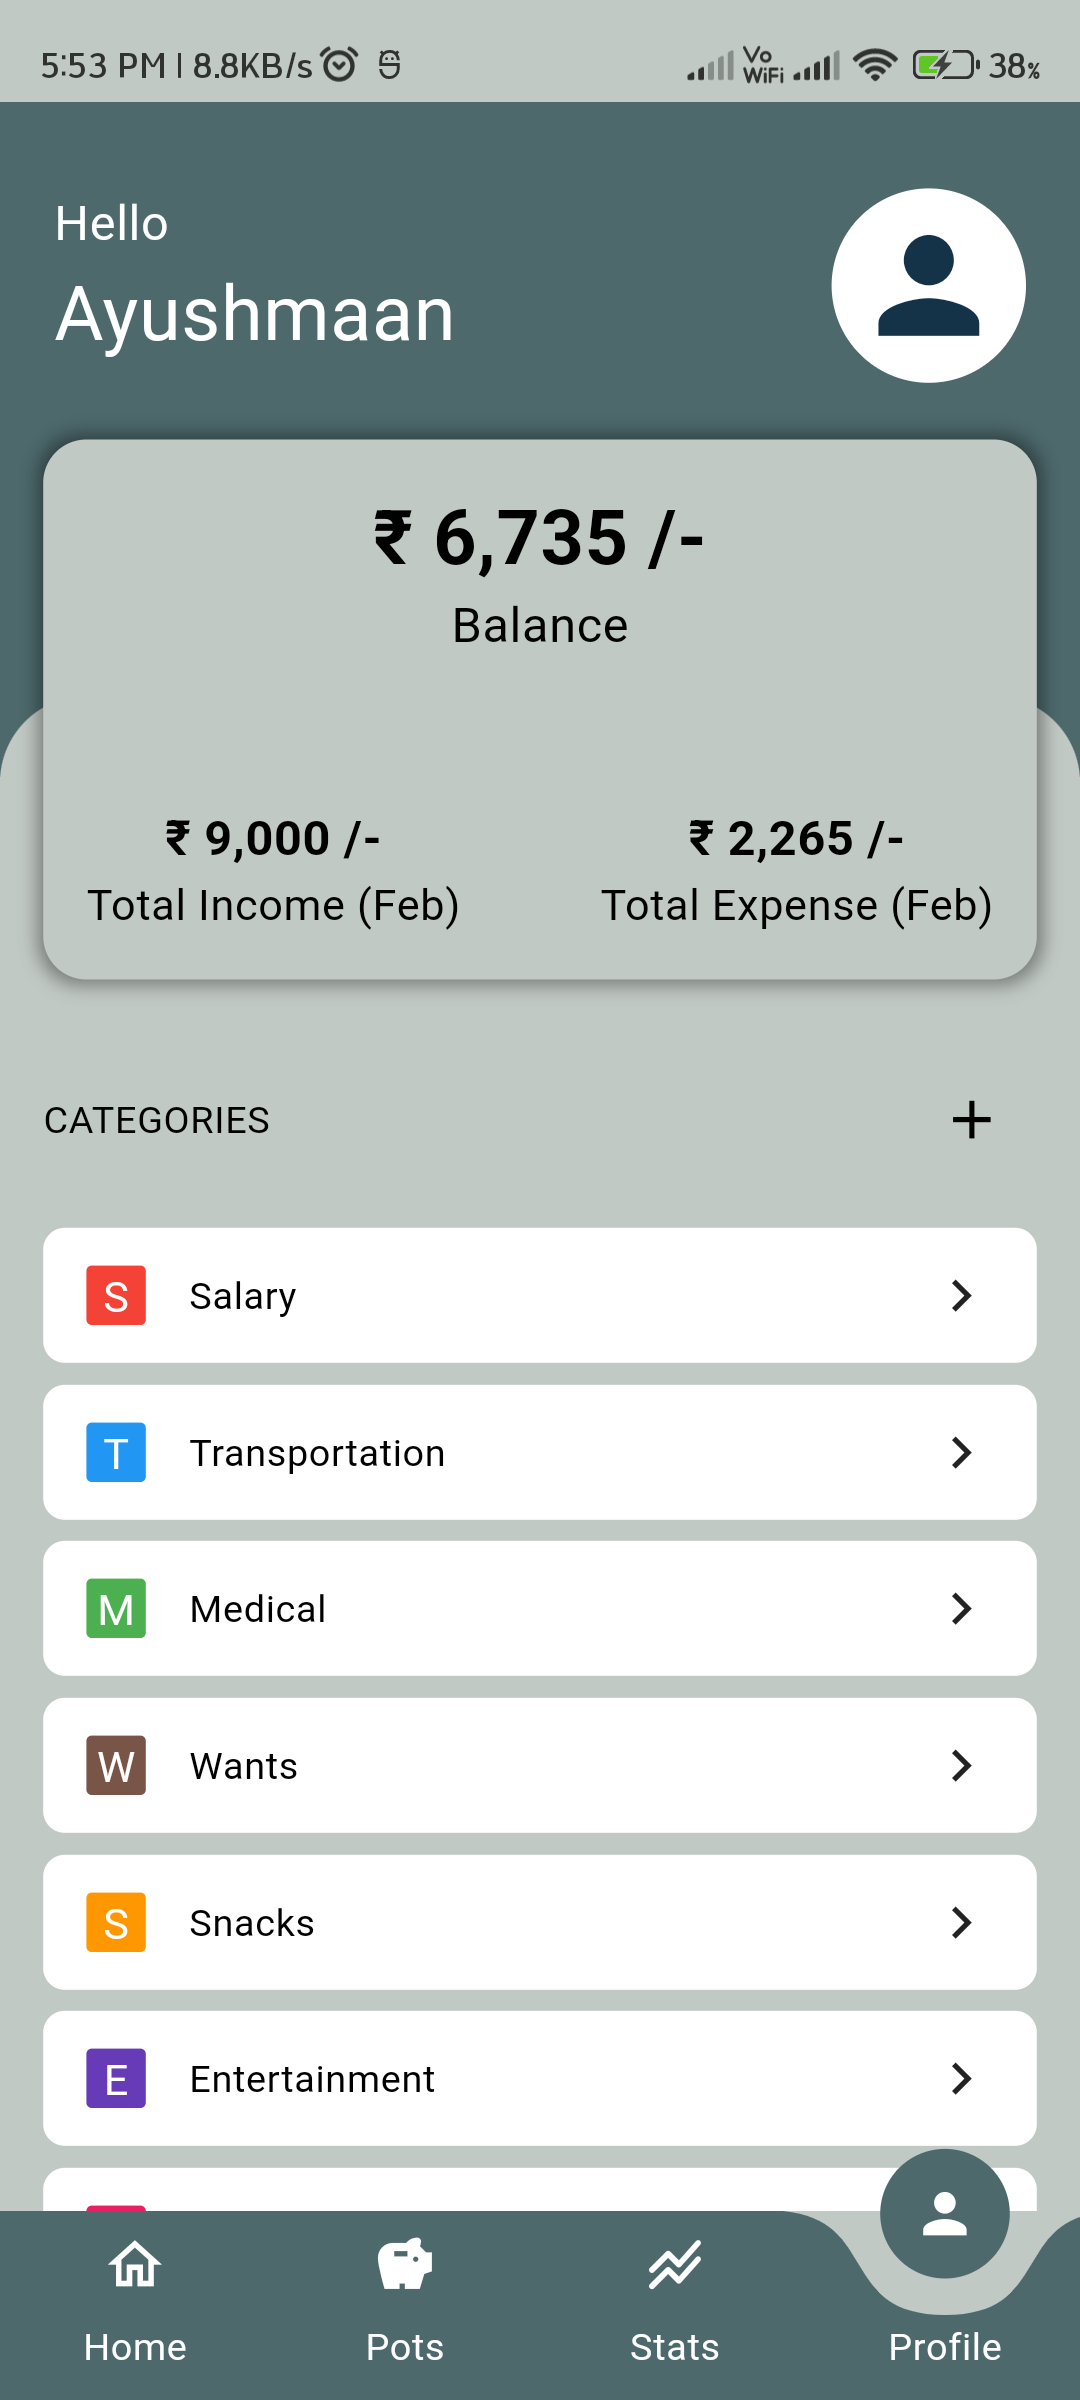 5:53 PM | 8.8KB/s
Vo
WiFi
38%
Hello
Ayushmaan
₹ 6,735 /-
Balance
₹ 9,000 /- ₹ 2,265 /-
Total Income (Feb) Total Expense (Feb)
CATEGORIES +
S Salary
T Transportation
M Medical
W Wants
S Snacks
E Entertainment
Home Pots Stats Profile